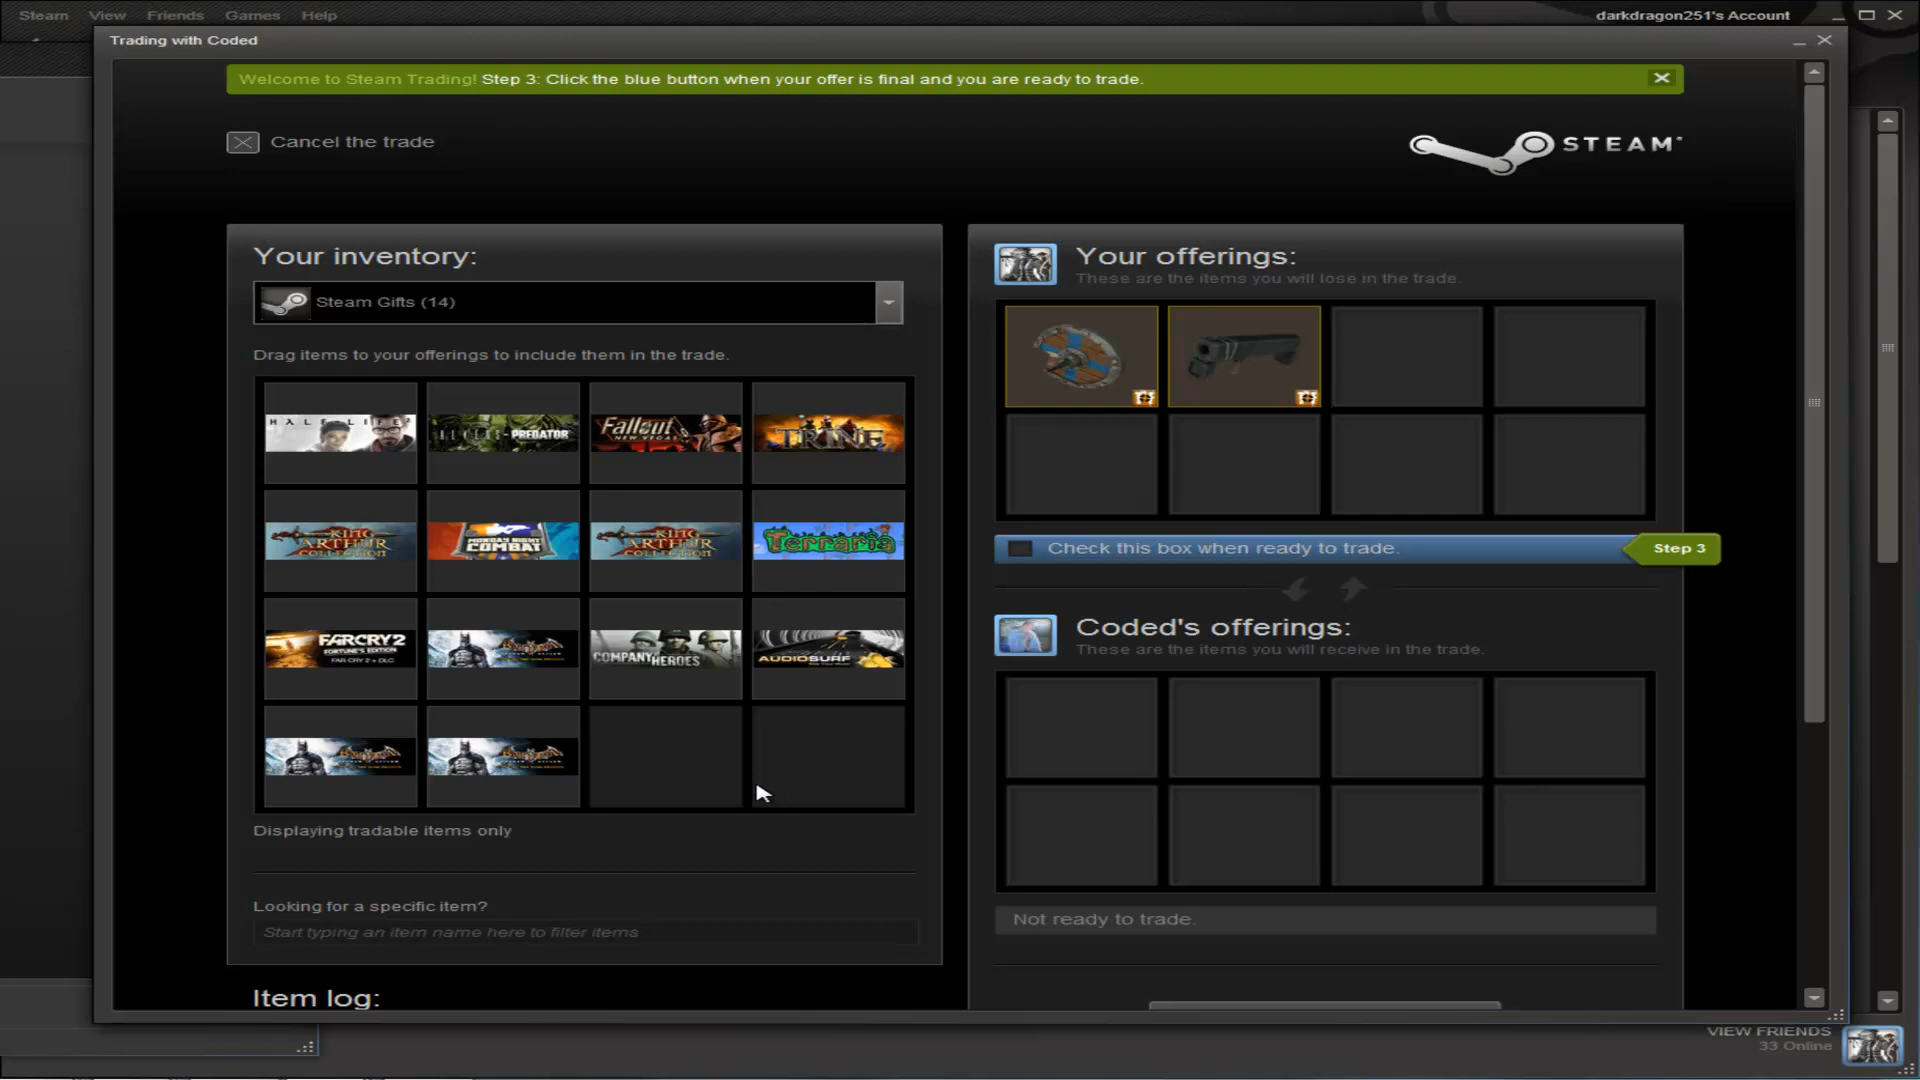 Steam View Friends Games Help
darkdragon251's Account
Trading with Coded
Welcome to Steam Trading! Step 3: Click the blue button when your offer is final and you are ready to trade.
Cancel the trade
STEAM
Your inventory:
Steam Gifts (14)
Drag items to your offerings to include them in the trade.
HALF-LIFE
ALIENS PREDATOR
Fallout
NEW VEGAS
TRINE
KING ARTHUR COLLECTION
MONDAY NIGHT COMBAT
KING ARTHUR COLLECTION
Terraria
FARCRY2
FORTUNE'S EDITION
FAR CRY 2 + DLC
COMPANY HEROES
AUDIOSURF
Displaying tradable items only
Looking for a specific item?
Start typing an item name here to filter items
Item log:
Your offerings:
These are the items you will lose in the trade.
Check this box when ready to trade.
Step 3
Coded's offerings:
These are the items you will receive in the trade.
Not ready to trade.
VIEW FRIENDS
33 Online